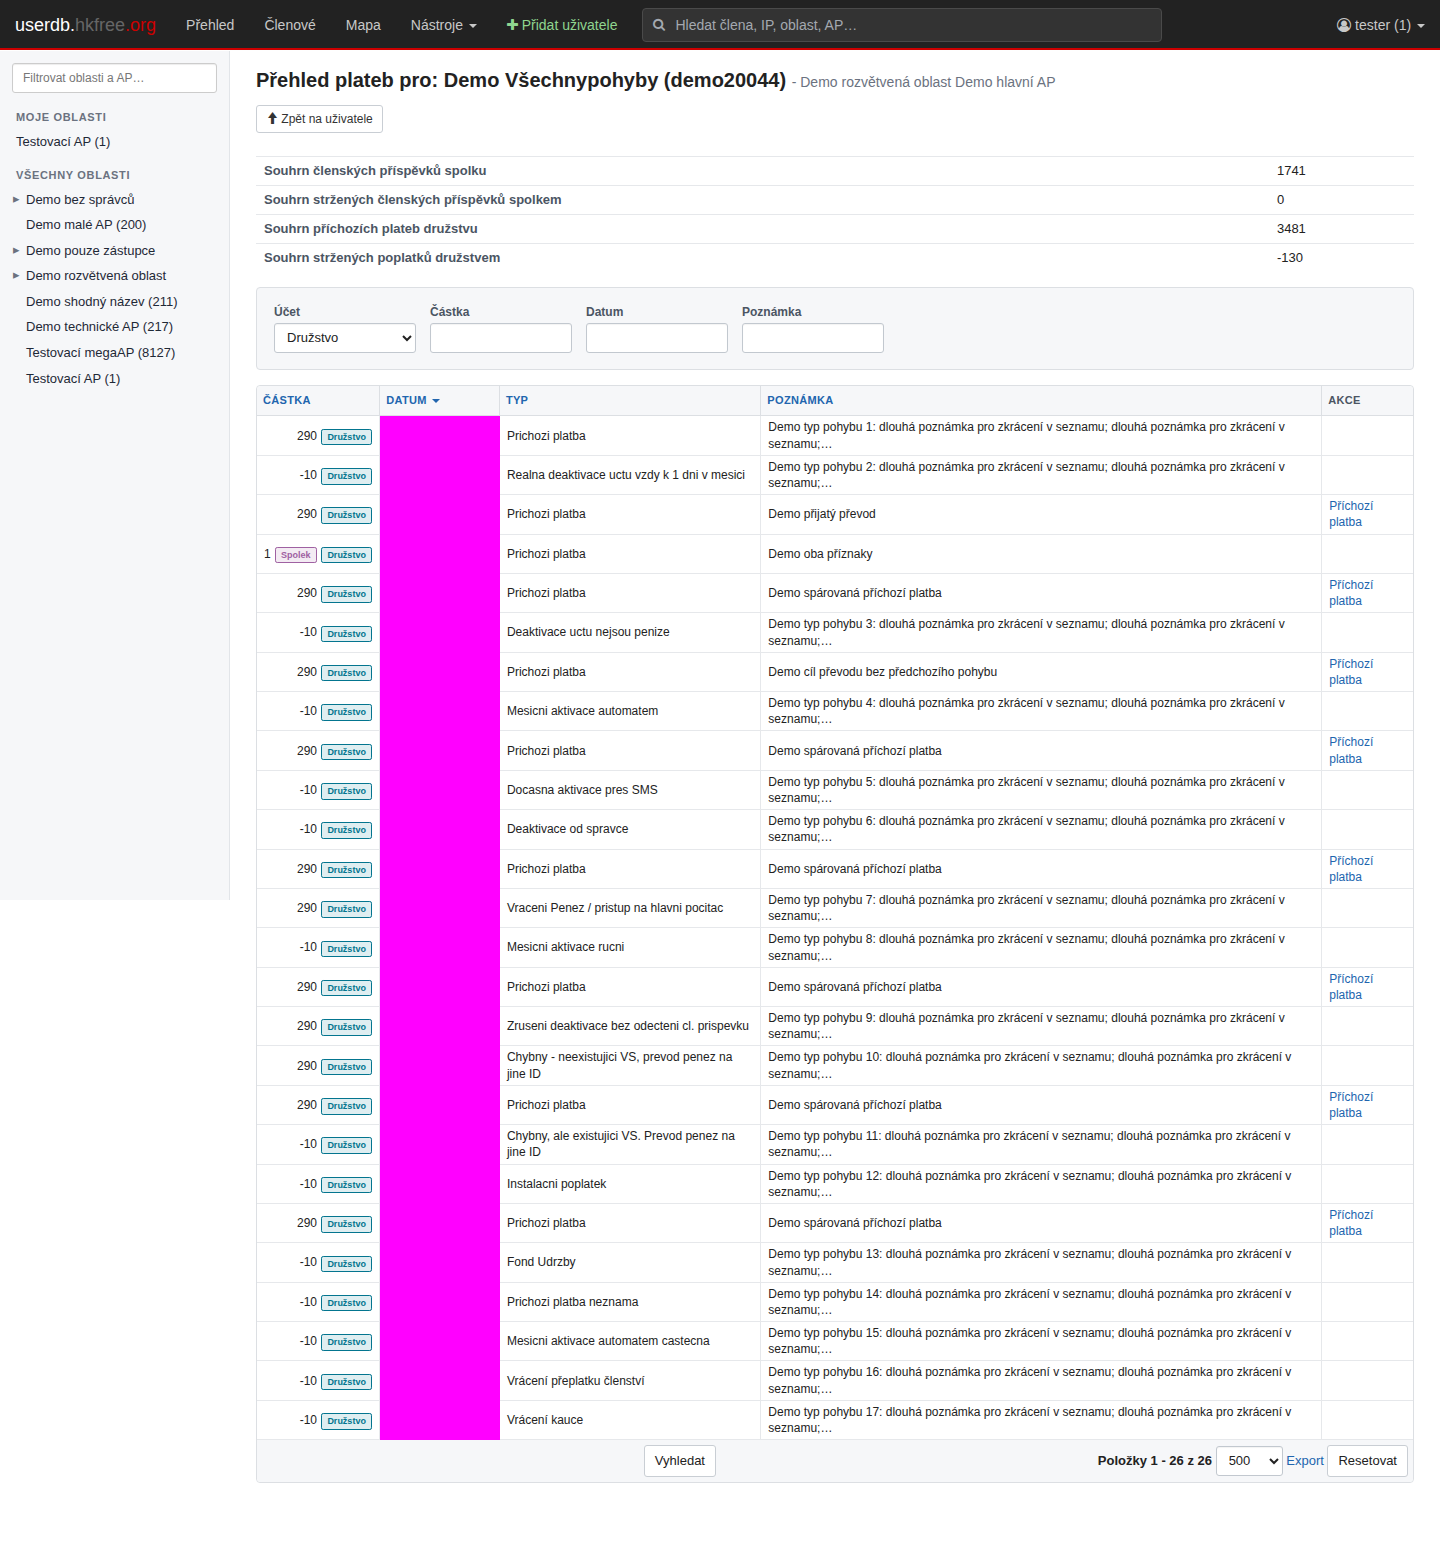 userdb.hkfree.org Přehled Členové Mapa Nástroje Přidat uživatele Hledat člena, IP, oblast, AP… tester (1)
Filtrovat oblasti a AP…
MOJE OBLASTI
Testovací AP (1)
VŠECHNY OBLASTI
Demo bez správců
Demo malé AP (200)
Demo pouze zástupce
Demo rozvětvená oblast
Demo shodný název (211)
Demo technické AP (217)
Testovací megaAP (8127)
Testovací AP (1)
Přehled plateb pro: Demo Všechnypohyby (demo20044) - Demo rozvětvená oblast Demo hlavní AP
Zpět na uživatele
Souhrn členských příspěvků spolku 1741
Souhrn stržených členských příspěvků spolkem 0
Souhrn příchozích plateb družstvu 3481
Souhrn stržených poplatků družstvem -130
Účet Částka Datum Poznámka
Družstvo
ČÁSTKA DATUM TYP POZNÁMKA AKCE
290 Družstvo Prichozi platba Demo typ pohybu 1: dlouhá poznámka pro zkrácení v seznamu; dlouhá poznámka pro zkrácení v
seznamu;…
-10 Družstvo Realna deaktivace uctu vzdy k 1 dni v mesici Demo typ pohybu 2: dlouhá poznámka pro zkrácení v seznamu; dlouhá poznámka pro zkrácení v
seznamu;…
290 Družstvo Prichozi platba Demo přijatý převod Příchozí
platba
1 Spolek Družstvo Prichozi platba Demo oba příznaky
290 Družstvo Prichozi platba Demo spárovaná příchozí platba Příchozí
platba
-10 Družstvo Deaktivace uctu nejsou penize Demo typ pohybu 3: dlouhá poznámka pro zkrácení v seznamu; dlouhá poznámka pro zkrácení v
seznamu;…
290 Družstvo Prichozi platba Demo cíl převodu bez předchozího pohybu Příchozí
platba
-10 Družstvo Mesicni aktivace automatem Demo typ pohybu 4: dlouhá poznámka pro zkrácení v seznamu; dlouhá poznámka pro zkrácení v
seznamu;…
290 Družstvo Prichozi platba Demo spárovaná příchozí platba Příchozí
platba
-10 Družstvo Docasna aktivace pres SMS Demo typ pohybu 5: dlouhá poznámka pro zkrácení v seznamu; dlouhá poznámka pro zkrácení v
seznamu;…
-10 Družstvo Deaktivace od spravce Demo typ pohybu 6: dlouhá poznámka pro zkrácení v seznamu; dlouhá poznámka pro zkrácení v
seznamu;…
290 Družstvo Prichozi platba Demo spárovaná příchozí platba Příchozí
platba
290 Družstvo Vraceni Penez / pristup na hlavni pocitac Demo typ pohybu 7: dlouhá poznámka pro zkrácení v seznamu; dlouhá poznámka pro zkrácení v
seznamu;…
-10 Družstvo Mesicni aktivace rucni Demo typ pohybu 8: dlouhá poznámka pro zkrácení v seznamu; dlouhá poznámka pro zkrácení v
seznamu;…
290 Družstvo Prichozi platba Demo spárovaná příchozí platba Příchozí
platba
290 Družstvo Zruseni deaktivace bez odecteni cl. prispevku Demo typ pohybu 9: dlouhá poznámka pro zkrácení v seznamu; dlouhá poznámka pro zkrácení v
seznamu;…
290 Družstvo Chybny - neexistujici VS, prevod penez na Demo typ pohybu 10: dlouhá poznámka pro zkrácení v seznamu; dlouhá poznámka pro zkrácení v
jine ID seznamu;…
290 Družstvo Prichozi platba Demo spárovaná příchozí platba Příchozí
platba
-10 Družstvo Chybny, ale existujici VS. Prevod penez na Demo typ pohybu 11: dlouhá poznámka pro zkrácení v seznamu; dlouhá poznámka pro zkrácení v
jine ID seznamu;…
-10 Družstvo Instalacni poplatek Demo typ pohybu 12: dlouhá poznámka pro zkrácení v seznamu; dlouhá poznámka pro zkrácení v
seznamu;…
290 Družstvo Prichozi platba Demo spárovaná příchozí platba Příchozí
platba
-10 Družstvo Fond Udrzby Demo typ pohybu 13: dlouhá poznámka pro zkrácení v seznamu; dlouhá poznámka pro zkrácení v
seznamu;…
-10 Družstvo Prichozi platba neznama Demo typ pohybu 14: dlouhá poznámka pro zkrácení v seznamu; dlouhá poznámka pro zkrácení v
seznamu;…
-10 Družstvo Mesicni aktivace automatem castecna Demo typ pohybu 15: dlouhá poznámka pro zkrácení v seznamu; dlouhá poznámka pro zkrácení v
seznamu;…
-10 Družstvo Vrácení přeplatku členství Demo typ pohybu 16: dlouhá poznámka pro zkrácení v seznamu; dlouhá poznámka pro zkrácení v
seznamu;…
-10 Družstvo Vrácení kauce Demo typ pohybu 17: dlouhá poznámka pro zkrácení v seznamu; dlouhá poznámka pro zkrácení v
seznamu;…
Vyhledat Položky 1 - 26 z 26 500 Export Resetovat